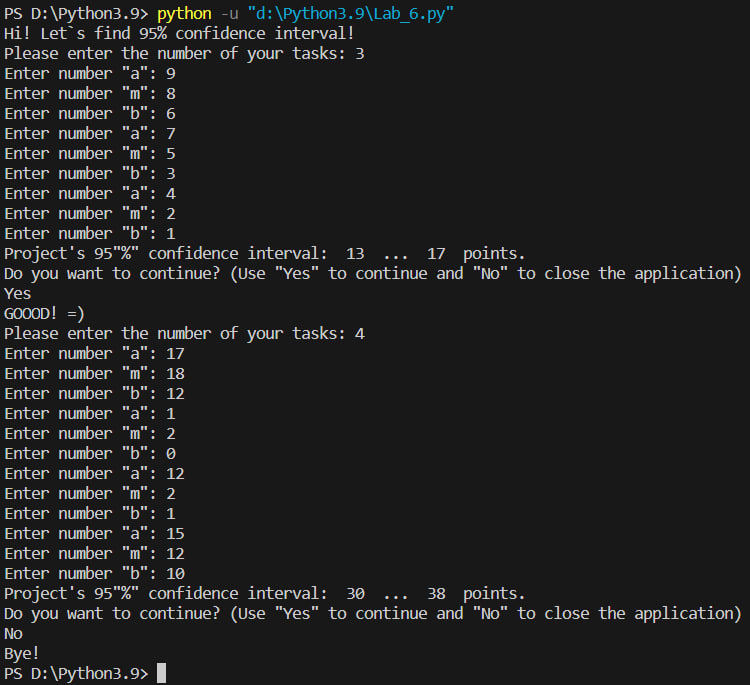 PS D:\Python3.9> python -u "d:\Python3.9\Lab_6.py"
Hi! Let`s find 95% confidence interval!
Please enter the number of your tasks: 3
Enter number "a": 9
Enter number "m": 8
Enter number "b": 6
Enter number "a": 7
Enter number "m": 5
Enter number "b": 3
Enter number "a": 4
Enter number "m": 2
Enter number "b": 1
Project's 95"%" confidence interval:  13  ...  17  points.
Do you want to continue? (Use "Yes" to continue and "No" to close the application)
Yes
GOOOD! =)
Please enter the number of your tasks: 4
Enter number "a": 17
Enter number "m": 18
Enter number "b": 12
Enter number "a": 1
Enter number "m": 2
Enter number "b": 0
Enter number "a": 12
Enter number "m": 2
Enter number "b": 1
Enter number "a": 15
Enter number "m": 12
Enter number "b": 10
Project's 95"%" confidence interval:  30  ...  38  points.
Do you want to continue? (Use "Yes" to continue and "No" to close the application)
No
Bye!
PS D:\Python3.9>